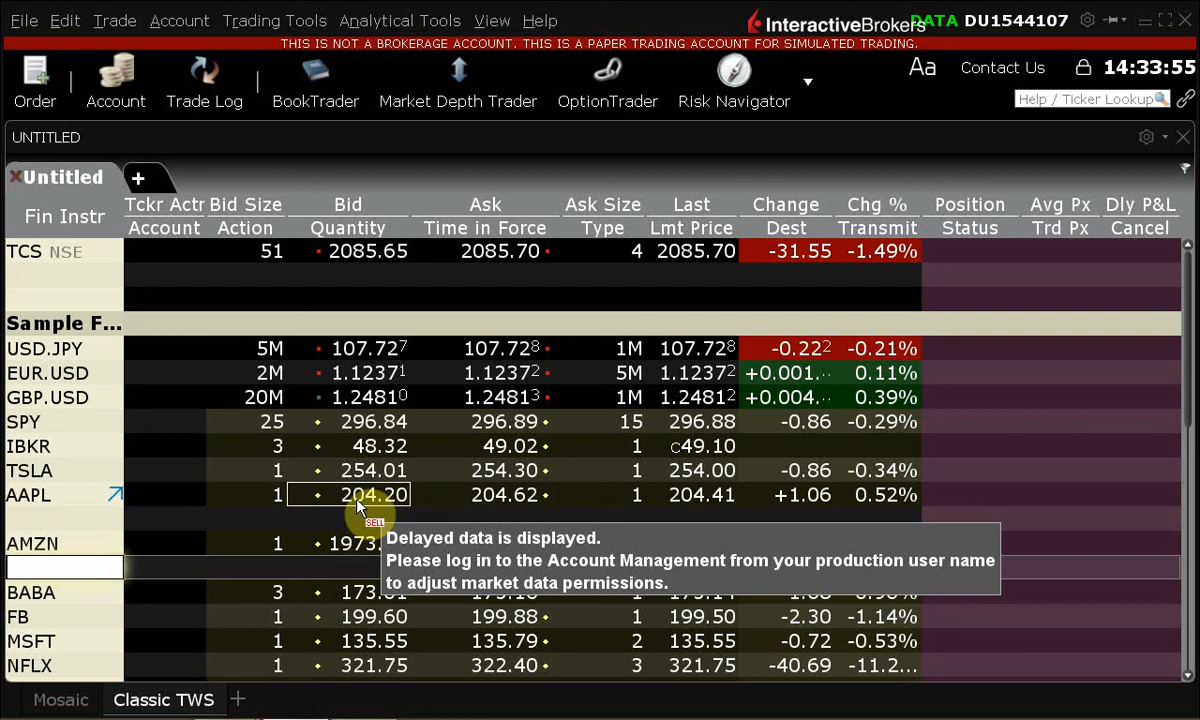 File Edit Trade Account Trading Tools Analytical Tools View Help InteractiveBrokers DATA DU1544107
THIS IS NOT A BROKERAGE ACCOUNT. THIS IS A PAPER TRADING ACCOUNT FOR SIMULATED TRADING.
Order Account Trade Log BookTrader Market Depth Trader OptionTrader Risk Navigator Aa Contact Us 14:33:55
Help / Ticker Lookup
UNTITLED
Untitled +
Fin Instr
Tckr Actr Bid Size Bid Ask Ask Size Last Change Chg % Position Avg Px Dly P&L
Account Action Quantity Time in Force Type Lmt Price Dest Transmit Status Trd Px Cancel
TCS NSE 51 2085.65 2085.70 4 2085.70 -31.55 -1.49%
Sample F...
USD.JPY 5M 107.727 107.728 1M 107.728 -0.222 -0.21%
EUR.USD 2M 1.12371 1.12372 5M 1.12372 +0.001... 0.11%
GBP.USD 20M 1.24810 1.24813 1M 1.24812 +0.004... 0.39%
SPY 25 296.84 296.89 15 296.88 -0.86 -0.29%
IBKR 3 48.32 49.02 1 c49.10
TSLA 1 254.01 254.30 1 254.00 -0.86 -0.34%
AAPL 1 204.20 204.62 1 204.41 +1.06 0.52%
SELL
AMZN 1 1973.
Delayed data is displayed.
Please log in to the Account Management from your production user name
to adjust market data permissions.
BABA 3
FB 1 199.60 199.88 1 199.50 -2.30 -1.14%
MSFT 1 135.55 135.79 2 135.55 -0.72 -0.53%
NFLX 1 321.75 322.40 3 321.75 -40.69 -11.2...
Mosaic Classic TWS +